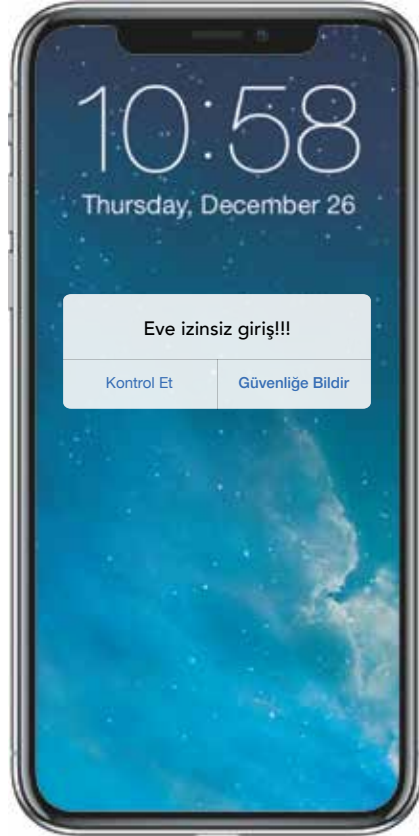 10:58
Thursday, December 26
Eve izinsiz giriş!!!
Kontrol Et
Güvenliğe Bildir